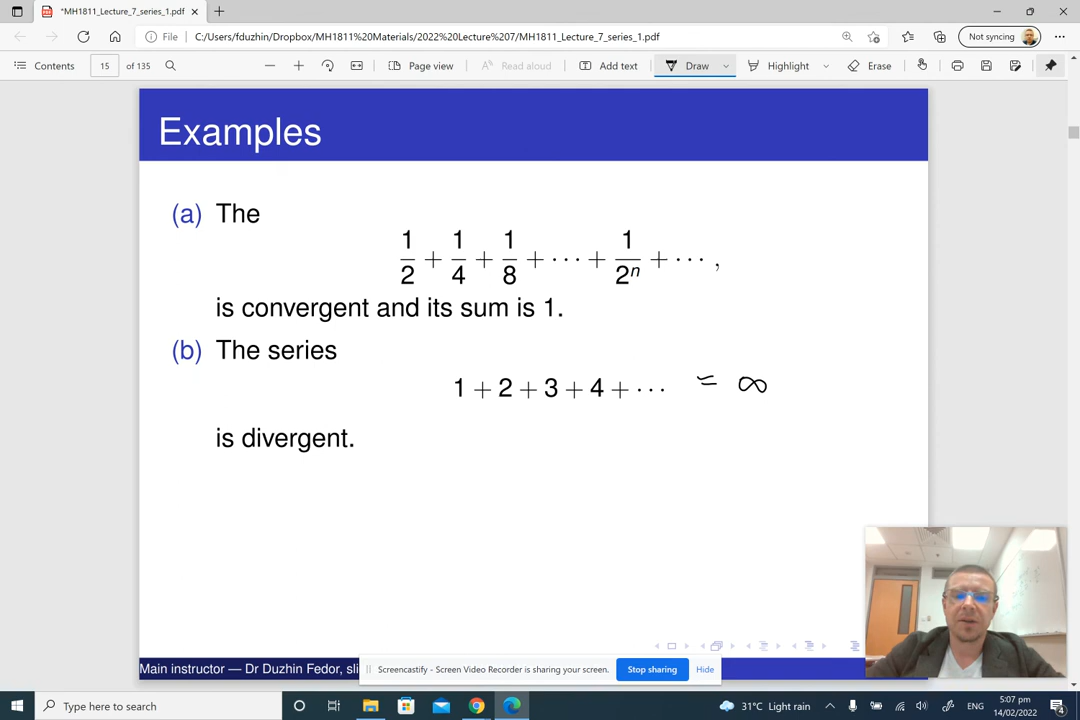 *MH1811_Lecture_7_series_1.pdf
File C:/Users/fduzhin/Dropbox/MH1811%20Materials/2022%20Lecture%207/MH1811_Lecture_7_series_1.pdf Not syncing
Contents 15 of 135 Page view Read aloud Add text Draw Highlight Erase
Examples
(a) The
1/2 + 1/4 + 1/8 + ⋯ + 1/2ⁿ + ⋯ ,
is convergent and its sum is 1.
(b) The series
1 + 2 + 3 + 4 + ⋯ = ∞
is divergent.
Main instructor — Dr Duzhin Fedor, sli
Screencastify - Screen Video Recorder is sharing your screen. Stop sharing Hide
Type here to search 31°C Light rain ENG 5:07 pm
14/02/2022 4